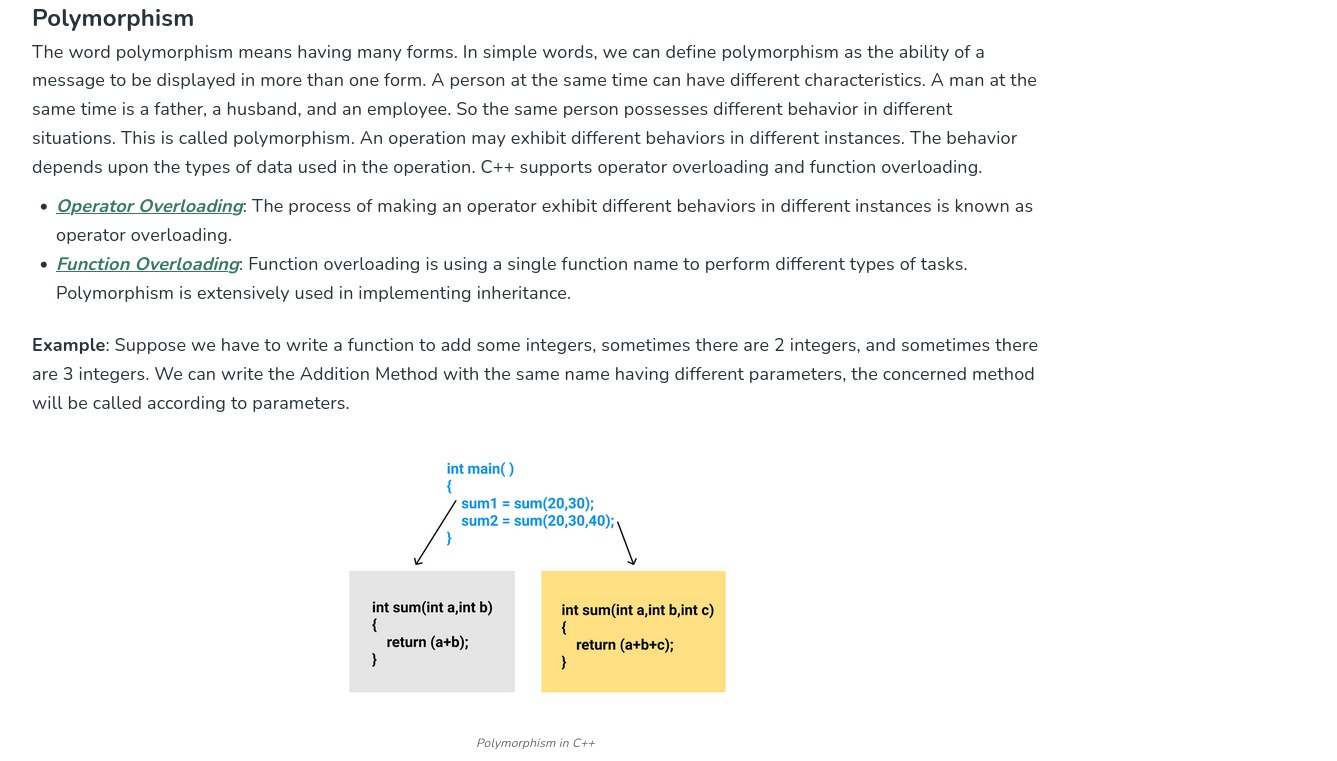 Polymorphism
The word polymorphism means having many forms. In simple words, we can define polymorphism as the ability of a
message to be displayed in more than one form. A person at the same time can have different characteristics. A man at the
same time is a father, a husband, and an employee. So the same person possesses different behavior in different
situations. This is called polymorphism. An operation may exhibit different behaviors in different instances. The behavior
depends upon the types of data used in the operation. C++ supports operator overloading and function overloading.
• Operator Overloading: The process of making an operator exhibit different behaviors in different instances is known as
operator overloading.
• Function Overloading: Function overloading is using a single function name to perform different types of tasks.
Polymorphism is extensively used in implementing inheritance.
Example: Suppose we have to write a function to add some integers, sometimes there are 2 integers, and sometimes there
are 3 integers. We can write the Addition Method with the same name having different parameters, the concerned method
will be called according to parameters.
int main( )
{
sum1 = sum(20,30);
sum2 = sum(20,30,40);
}
int sum(int a,int b)
{
return (a+b);
}
int sum(int a,int b,int c)
{
return (a+b+c);
}
Polymorphism in C++